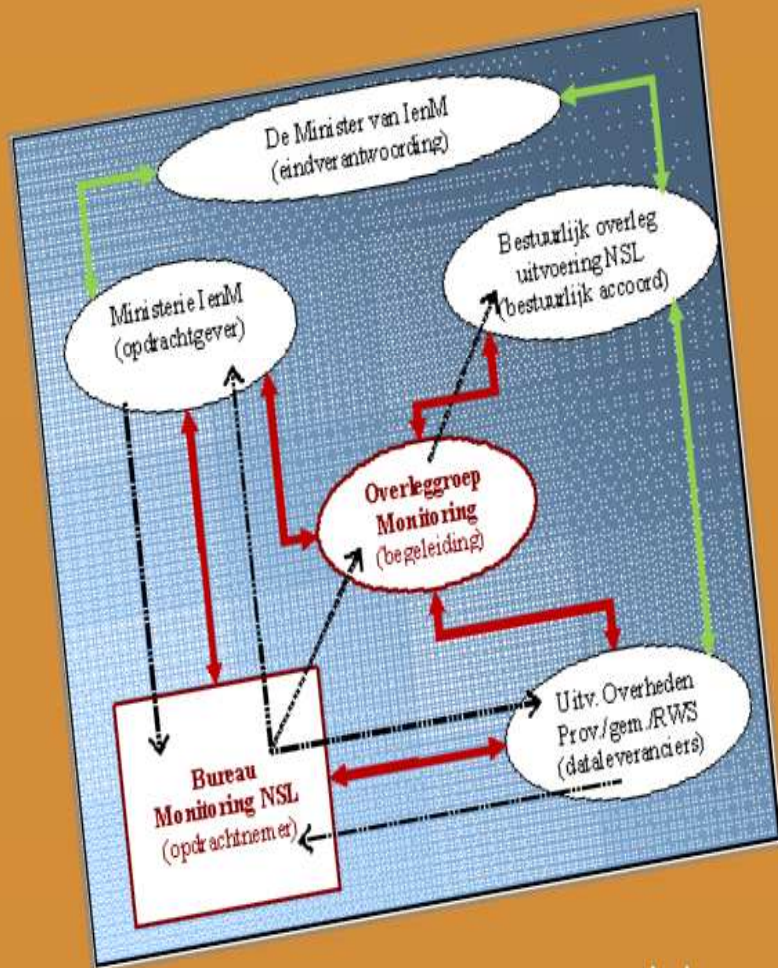 De Minister van IenM
(eindverantwoording)
Bestuurlijk overleg
uitvoering NSL
(bestuurlijk accoord)
Ministerie IenM
(opdrachtgever)
Overleggroep
Monitoring
(begeleiding)
Uitv. Overheden
Prov./gem./RWS
(dataleveranciers)
Bureau
Monitoring NSL
(opdrachtnemer)